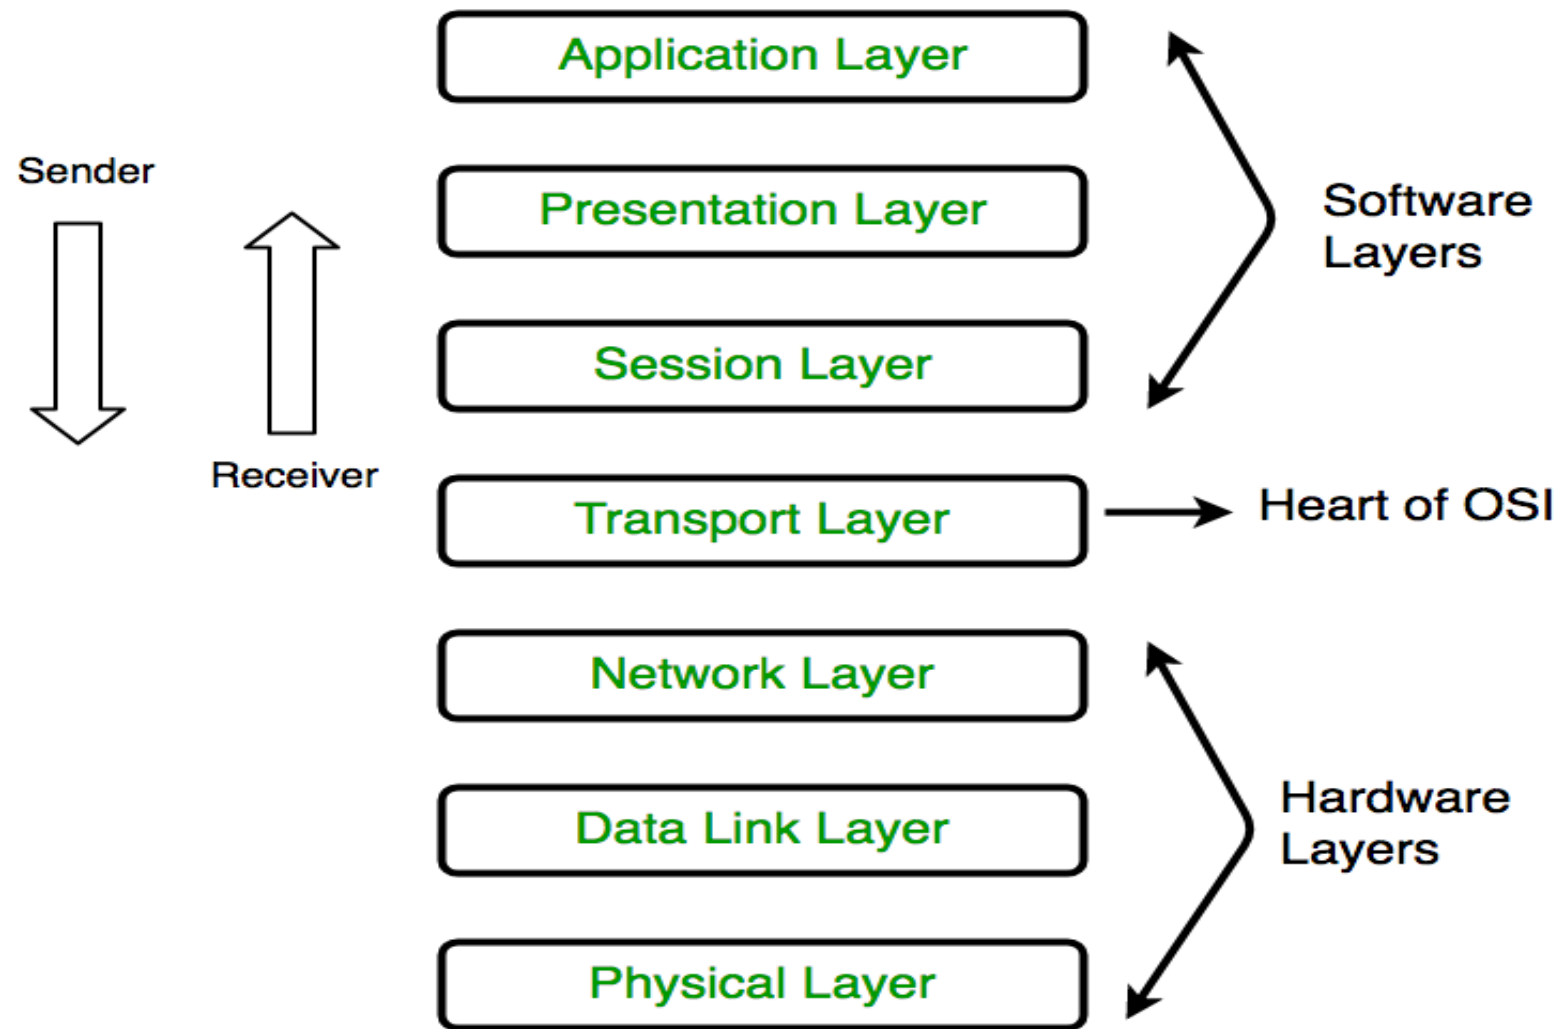 Application Layer
Sender
Presentation Layer
Software
Layers
Session Layer
Receiver
Transport Layer
Heart of OSI
Network Layer
Hardware
Layers
Data Link Layer
Physical Layer